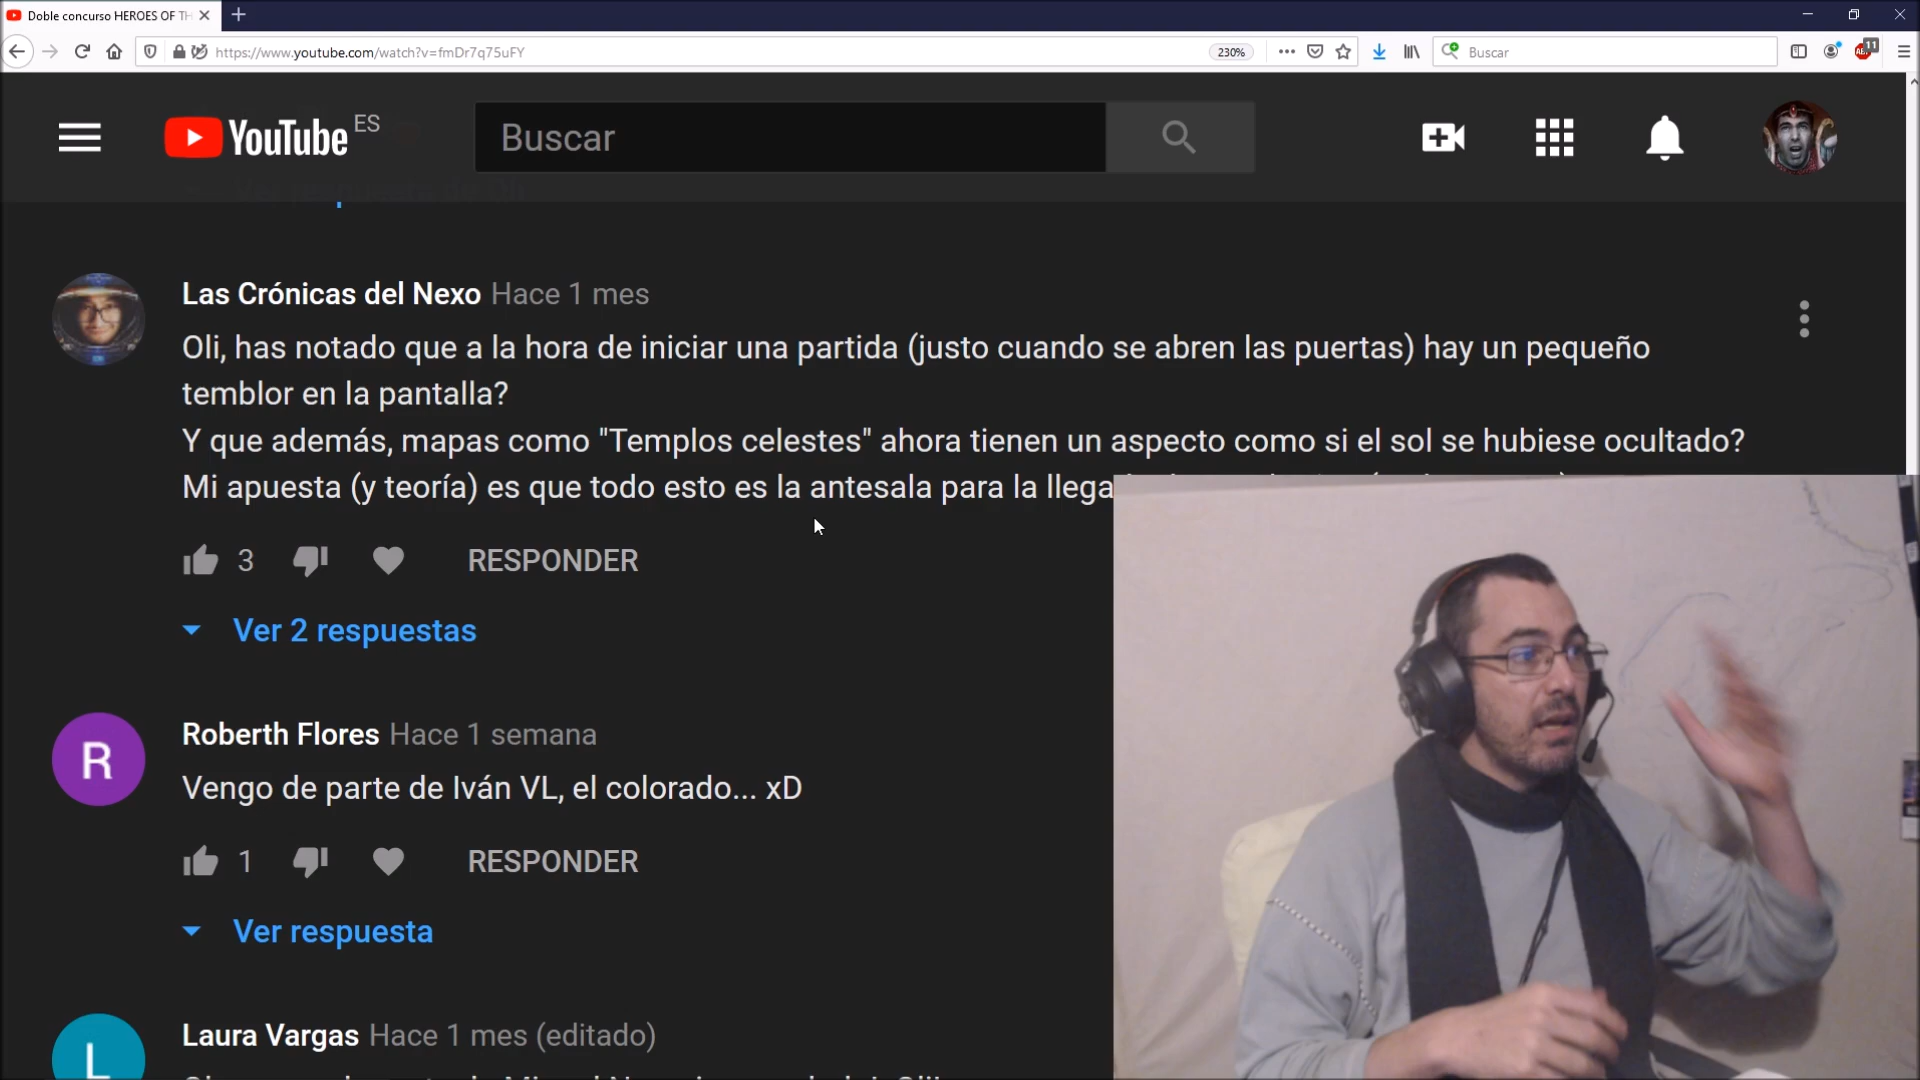 Doble concurso HEROES OF TH
https://www.youtube.com/watch?v=fmDr7q75uFY
230%
Buscar
11
YouTube ES
Buscar
Las Crónicas del Nexo Hace 1 mes
Oli, has notado que a la hora de iniciar una partida (justo cuando se abren las puertas) hay un pequeño
temblor en la pantalla?
Y que además, mapas como "Templos celestes" ahora tienen un aspecto como si el sol se hubiese ocultado?
Mi apuesta (y teoría) es que todo esto es la antesala para la llega
3
RESPONDER
Ver 2 respuestas
R
Roberth Flores Hace 1 semana
Vengo de parte de Iván VL, el colorado... xD
1
RESPONDER
Ver respuesta
L
Laura Vargas Hace 1 mes (editado)